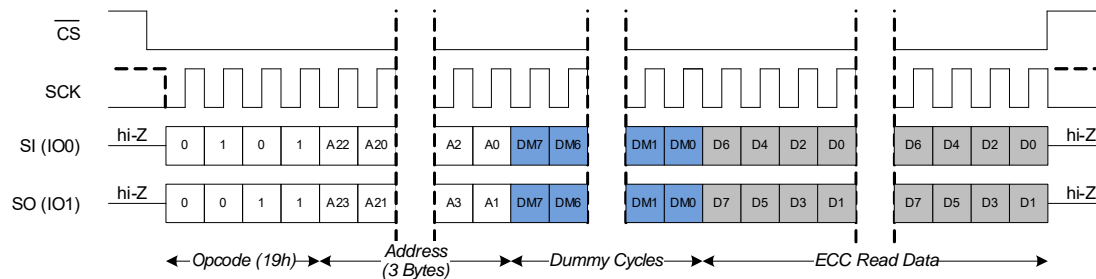 CS
SCK
SI (IO0) hi-Z 0 1 0 1 A22 A20 A2 A0 DM7 DM6 DM1 DM0 D6 D4 D2 D0 D6 D4 D2 D0 hi-Z
SO (IO1) hi-Z 0 0 1 1 A23 A21 A3 A1 DM7 DM6 DM1 DM0 D7 D5 D3 D1 D7 D5 D3 D1 hi-Z
Opcode (19h) Address Dummy Cycles ECC Read Data
(3 Bytes)